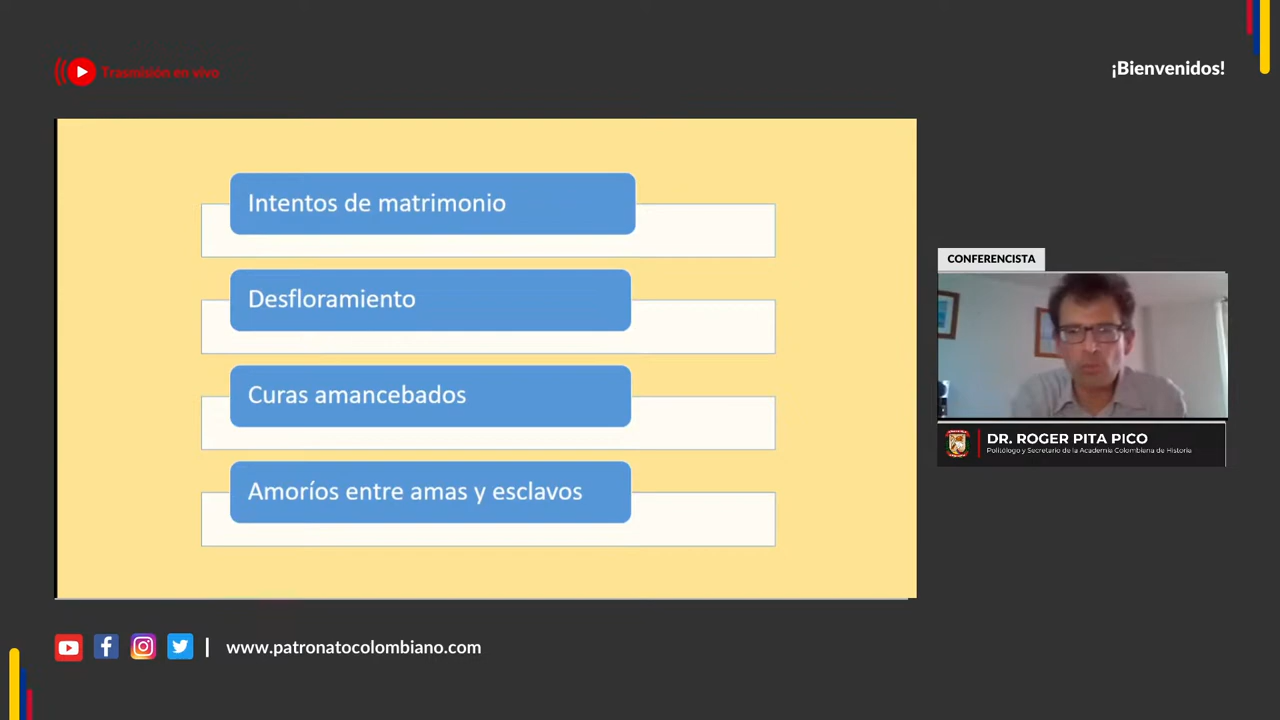 Trasmisión en vivo
¡Bienvenidos!
Intentos de matrimonio
Desfloramiento
Curas amancebados
Amoríos entre amas y esclavos
CONFERENCISTA
DR. ROGER PITA PICO
Politólogo y Secretario de la Academia Colombiana de Historia
www.patronatocolombiano.com